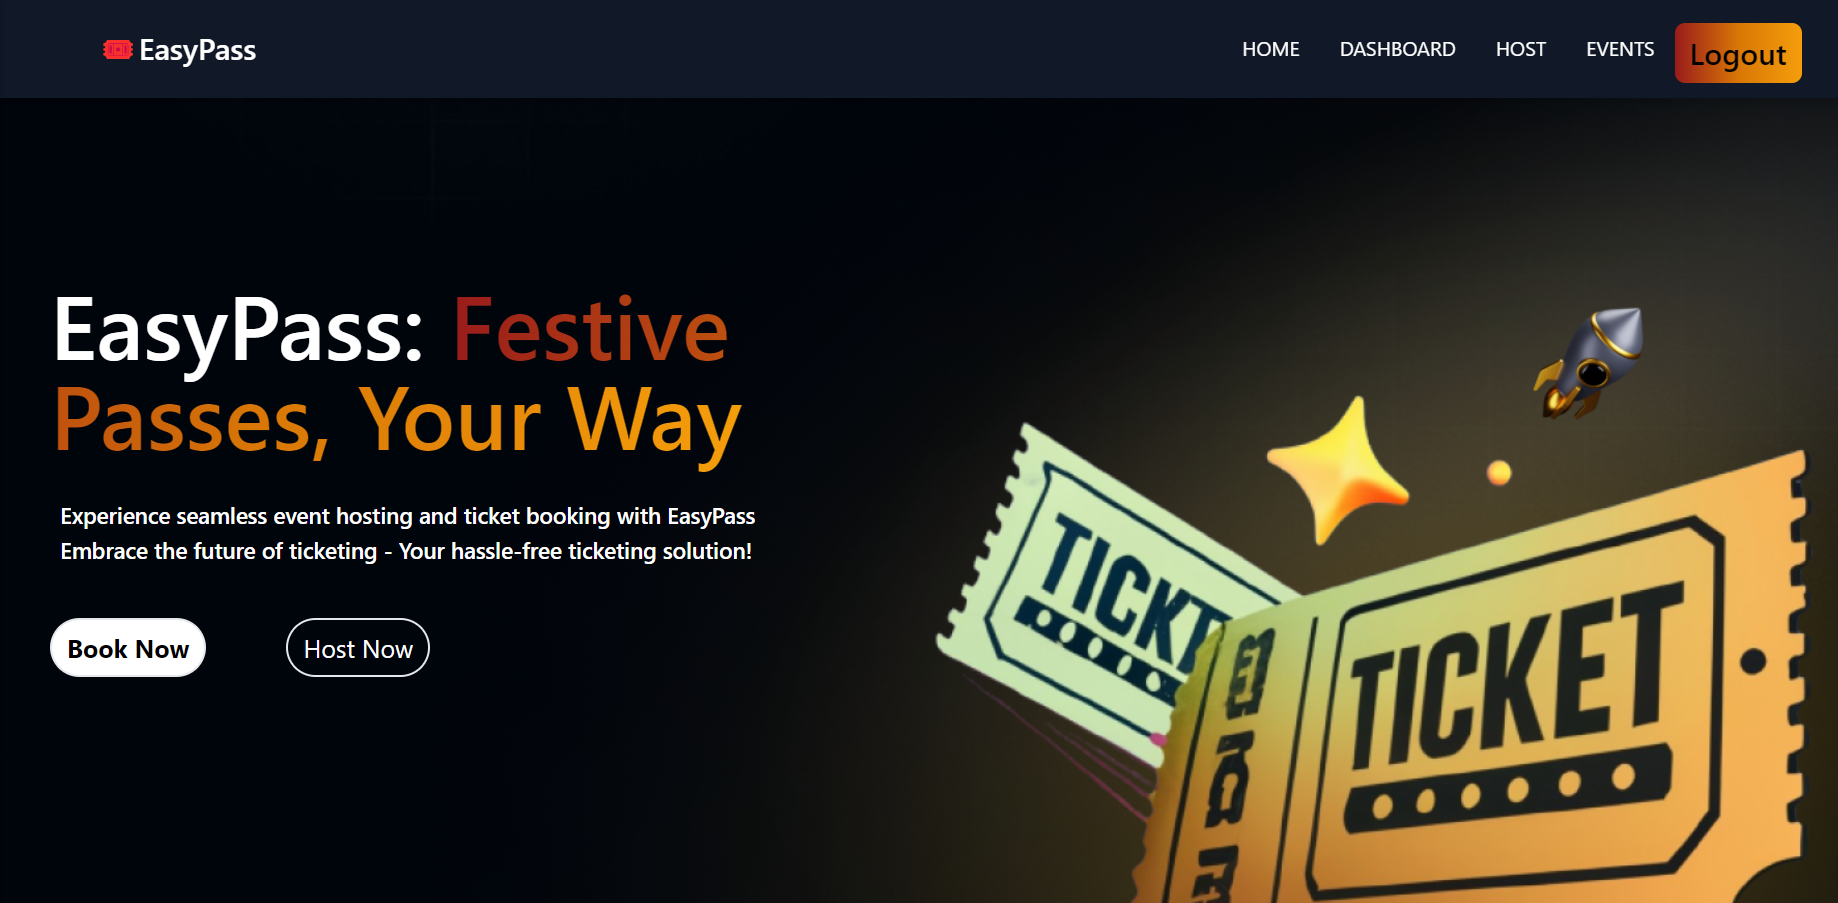 EasyPass
HOME DASHBOARD HOST EVENTS Logout
EasyPass: Festive
Passes, Your Way
Experience seamless event hosting and ticket booking with EasyPass
Embrace the future of ticketing - Your hassle-free ticketing solution!
Book Now Host Now
TICKET